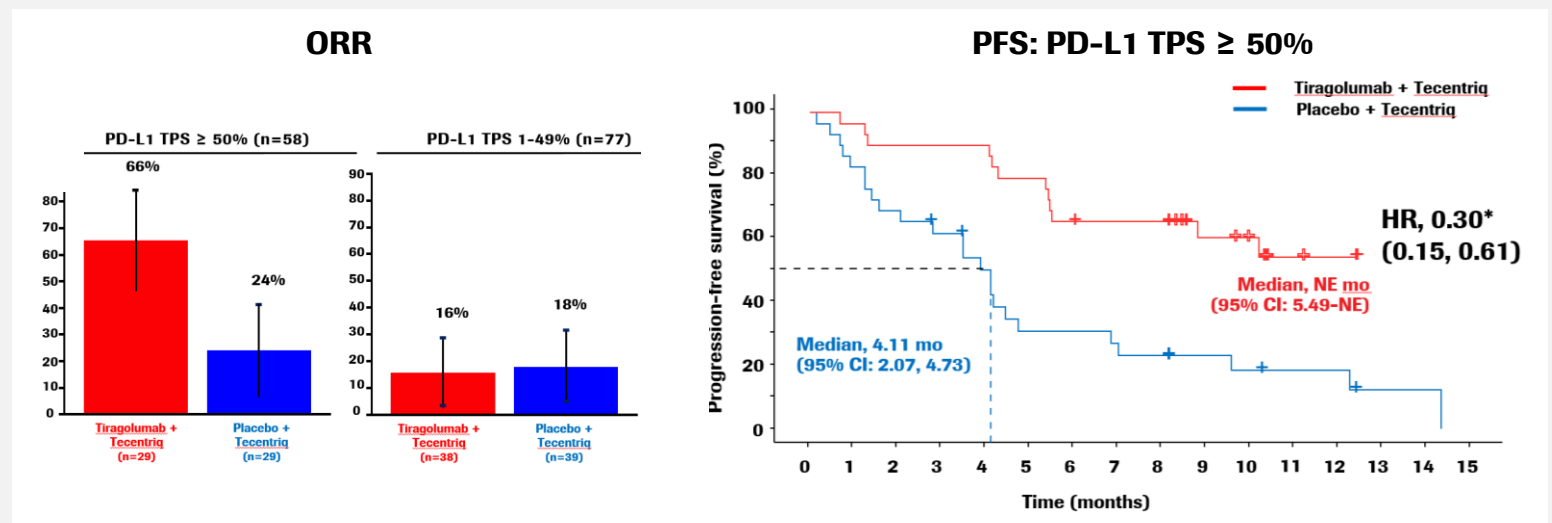 ORR
PD-L1 TPS ≥ 50% (n=58)
66%
24%
80
70
60
50
40
30
20
10
0
Tiragolumab +
Tecentriq
(n=29)
Placebo +
Tecentriq
(n=29)
PD-L1 TPS 1-49% (n=77)
16%
18%
90
80
70
60
50
40
30
20
10
0
Tiragolumab +
Tecentriq
(n=38)
Placebo +
Tecentriq
(n=39)
PFS: PD-L1 TPS ≥ 50%
Tiragolumab + Tecentriq
Placebo + Tecentriq
Progression-free survival (%)
100
80
60
40
20
0
HR, 0.30*
(0.15, 0.61)
Median, NE mo
(95% CI: 5.49-NE)
Median, 4.11 mo
(95% CI: 2.07, 4.73)
0 1 2 3 4 5 6 7 8 9 10 11 12 13 14 15
Time (months)